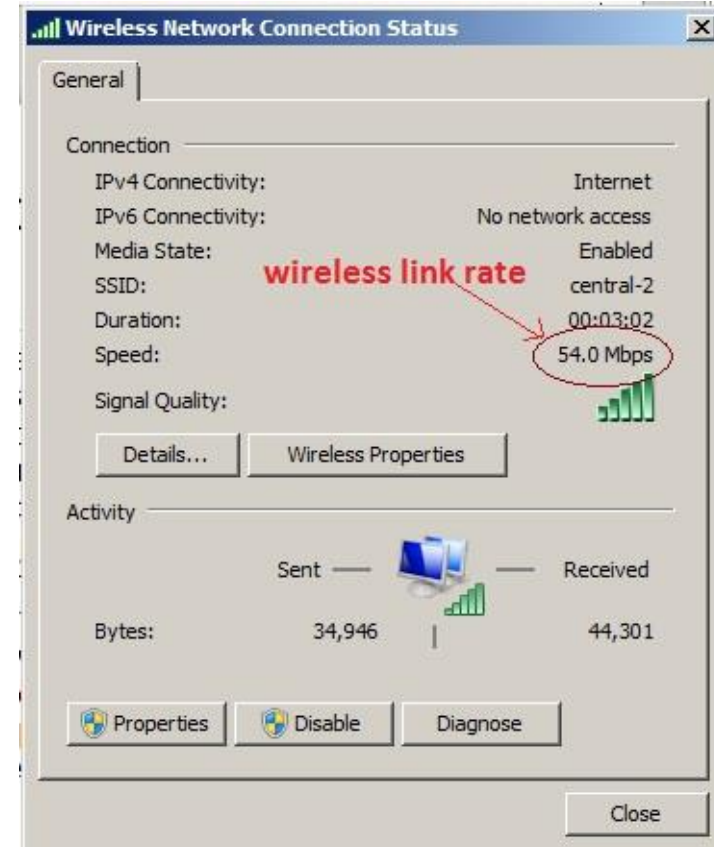 Wireless Network Connection Status
General
Connection
IPv4 Connectivity: Internet
IPv6 Connectivity: No network access
Media State: Enabled
SSID: central-2
wireless link rate
Duration: 00:03:02
Speed: 54.0 Mbps
Signal Quality:
Details... Wireless Properties
Activity
Sent Received
Bytes: 34,946 44,301
Properties Disable Diagnose
Close